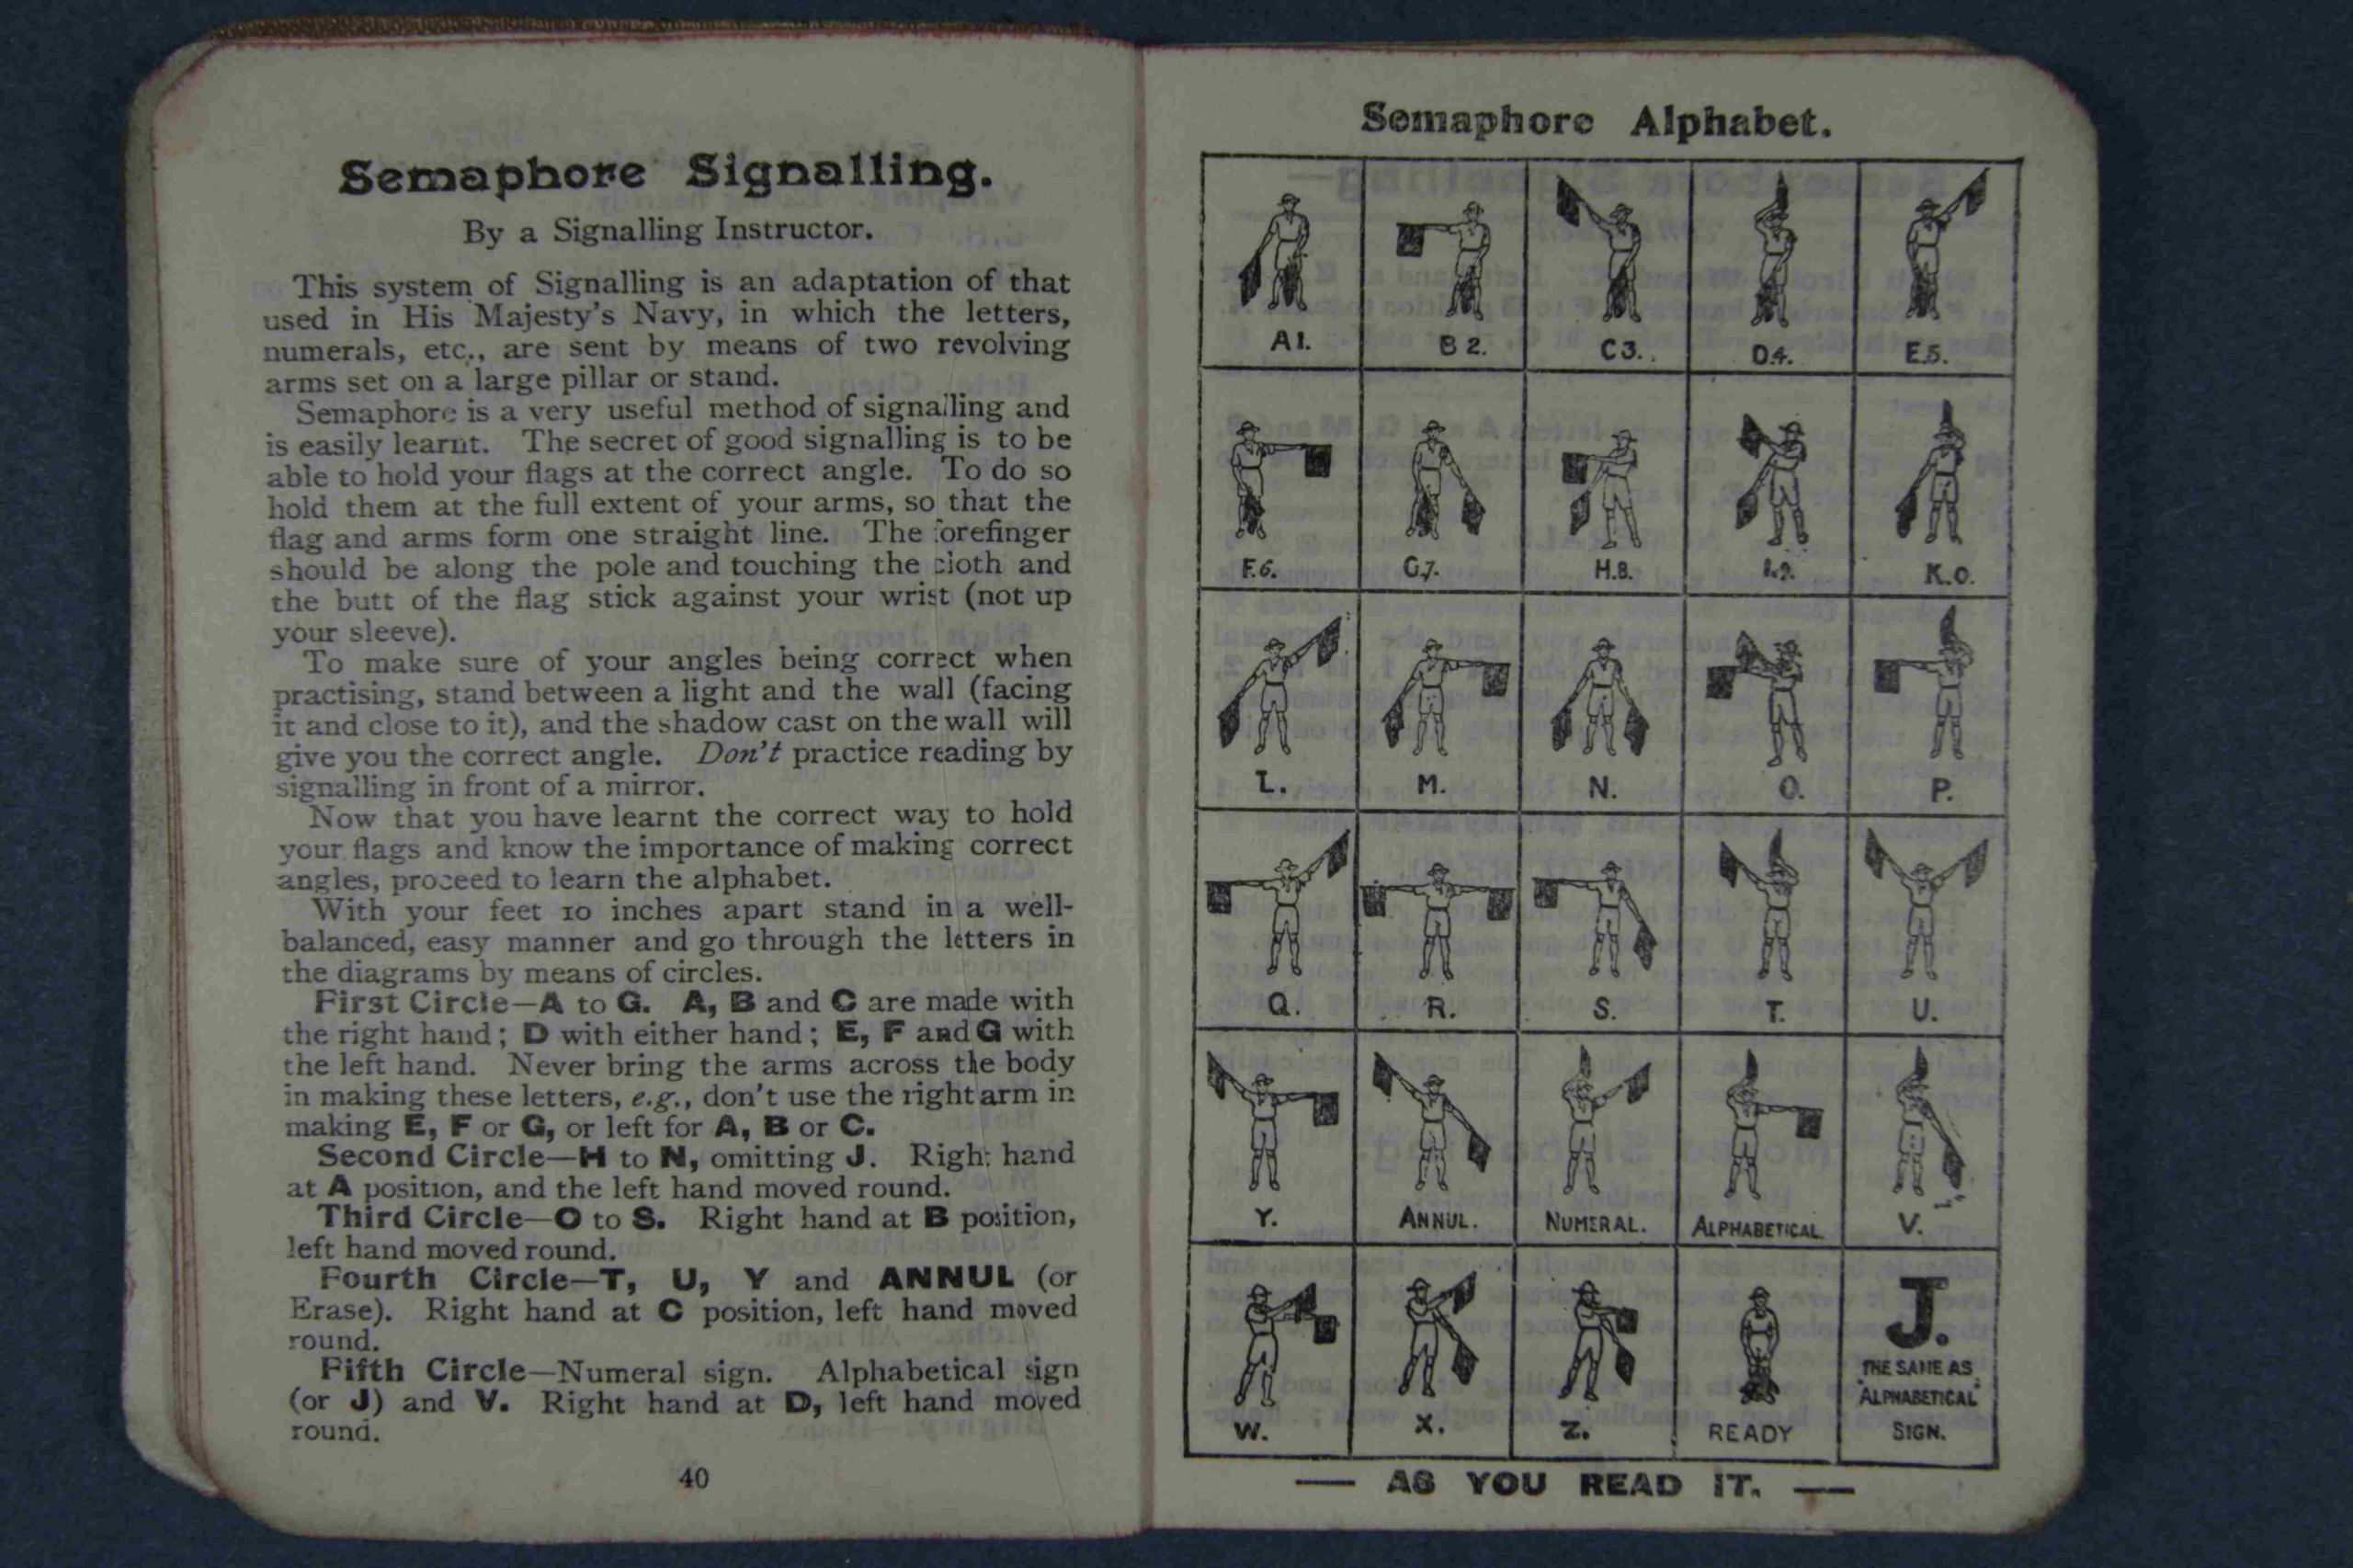 Semaphore Signalling.
By a Signalling Instructor.
This system of Signalling is an adaptation of that
used in His Majesty's Navy, in which the letters,
numerals, etc., are sent by means of two revolving
arms set on a large pillar or stand.
Semaphore is a very useful method of signalling and
is easily learnt. The secret of good signalling is to be
able to hold your flags at the correct angle. To do so
hold them at the full extent of your arms, so that the
flag and arms form one straight line. The forefinger
should be along the pole and touching the cloth and
the butt of the flag stick against your wrist (not up
your sleeve).
To make sure of your angles being correct when
practising, stand between a light and the wall (facing
it and close to it), and the shadow cast on the wall will
give you the correct angle. Don't practice reading by
signalling in front of a mirror.
Now that you have learnt the correct way to hold
your flags and know the importance of making correct
angles, proceed to learn the alphabet.
With your feet 10 inches apart stand in a well-
balanced, easy manner and go through the letters in
the diagrams by means of circles.
First Circle—A to G. A, B and C are made with
the right hand; D with either hand; E, F and G with
the left hand. Never bring the arms across the body
in making these letters, e.g., don't use the right arm in
making E, F or G, or left for A, B or C.
Second Circle—H to N, omitting J. Right hand
at A position, and the left hand moved round.
Third Circle—O to S. Right hand at B position,
left hand moved round.
Fourth Circle—T, U, Y and ANNUL (or
Erase). Right hand at C position, left hand moved
round.
Fifth Circle—Numeral sign. Alphabetical sign
(or J) and V. Right hand at D, left hand moved
round.
40
Semaphore Alphabet.
A 1. B 2. C 3. D.4. E.5.
F.6. G.7. H.8. I.9. K.0.
L. M. N. O. P.
Q. R. S. T. U.
Y. ANNUL. NUMERAL. ALPHABETICAL. V.
W. X. Z. READY
J.
THE SAME AS
"ALPHABETICAL"
SIGN.
— AS YOU READ IT. —